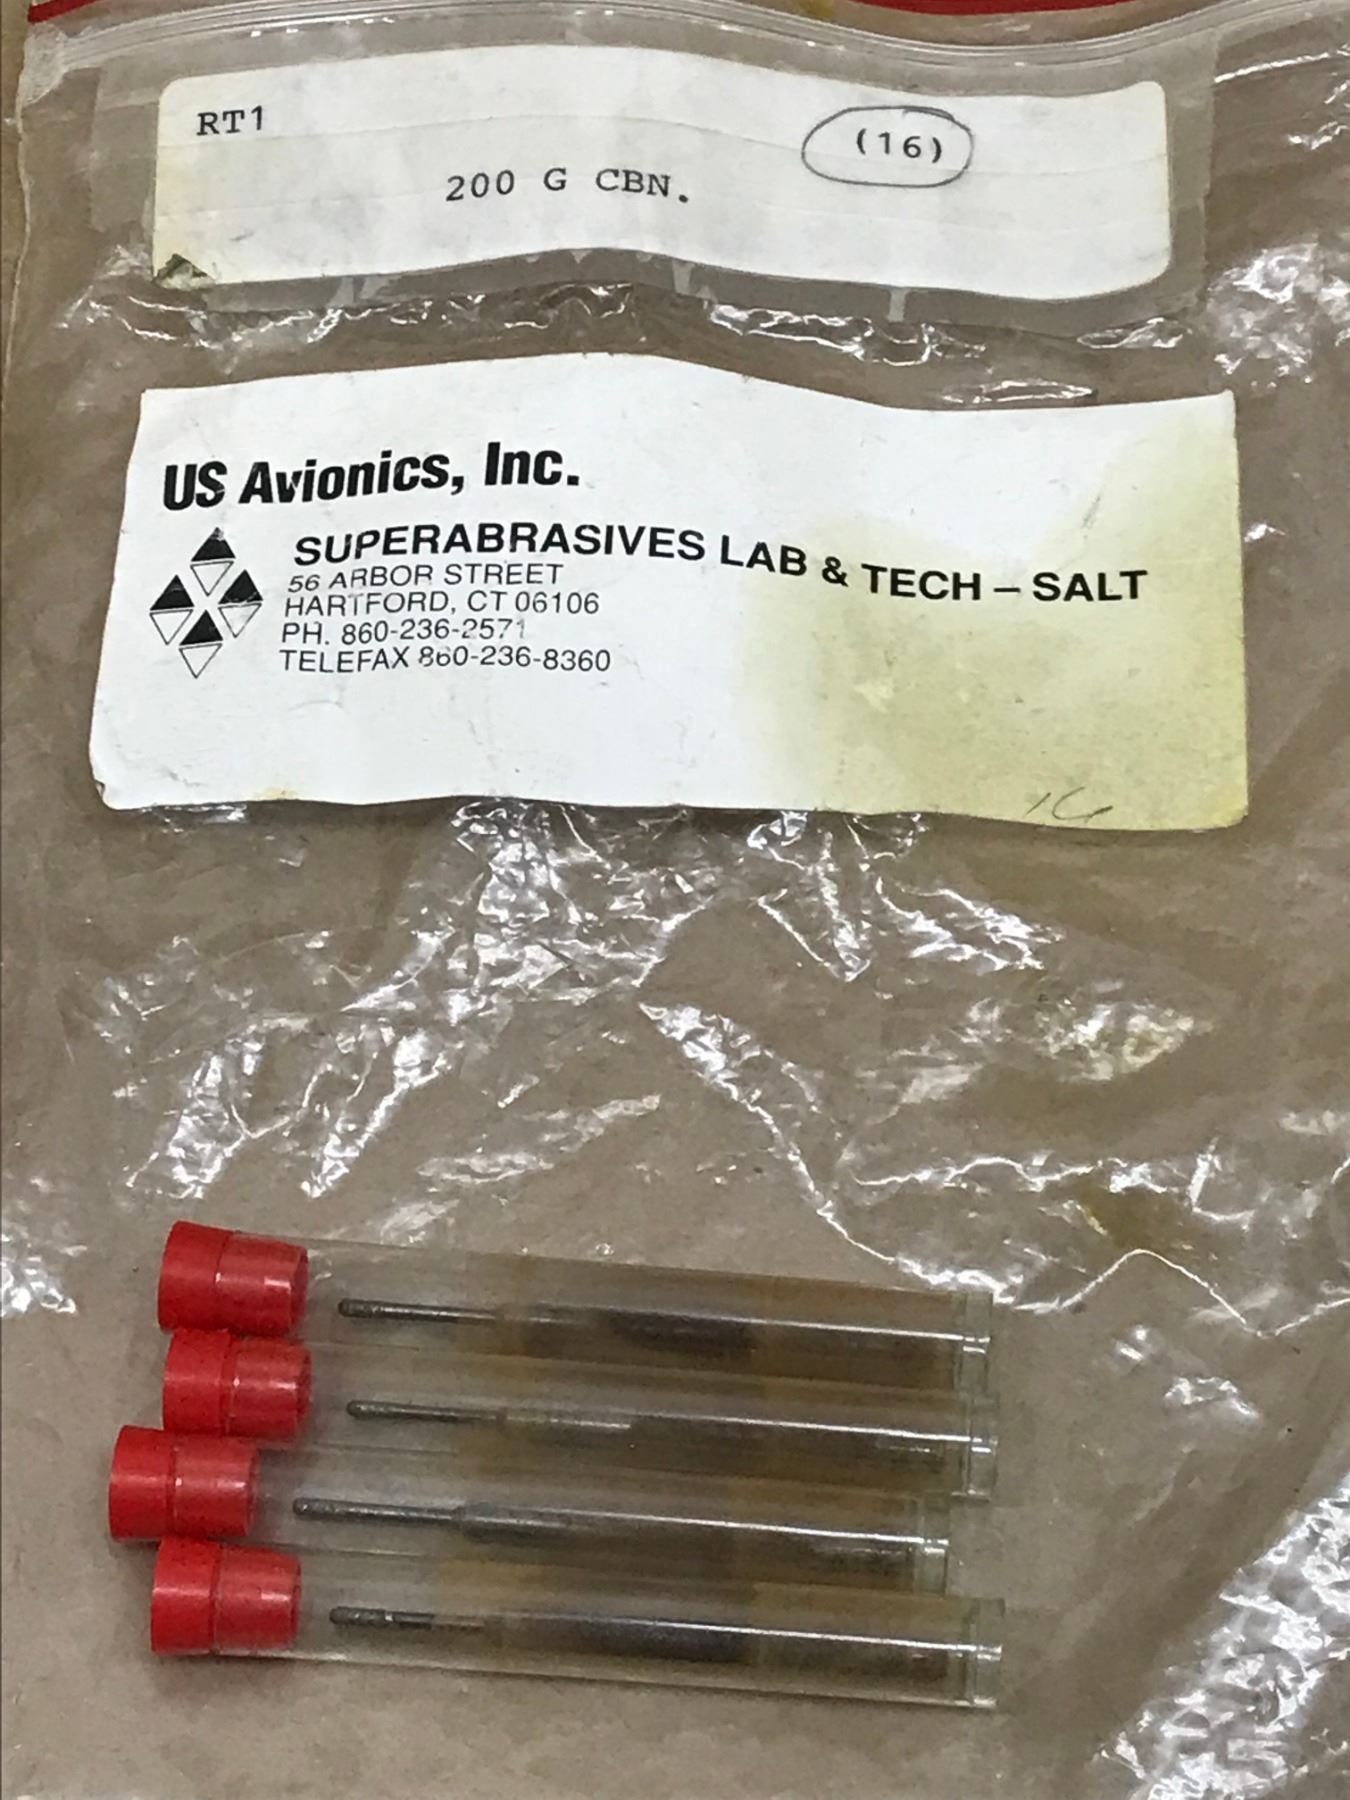 RT1
(16)
200 G CBN.
US Avionics, Inc.
SUPERABRASIVES LAB & TECH – SALT
56 ARBOR STREET
HARTFORD, CT 06106
PH. 860-236-2571
TELEFAX 860-236-8360
16